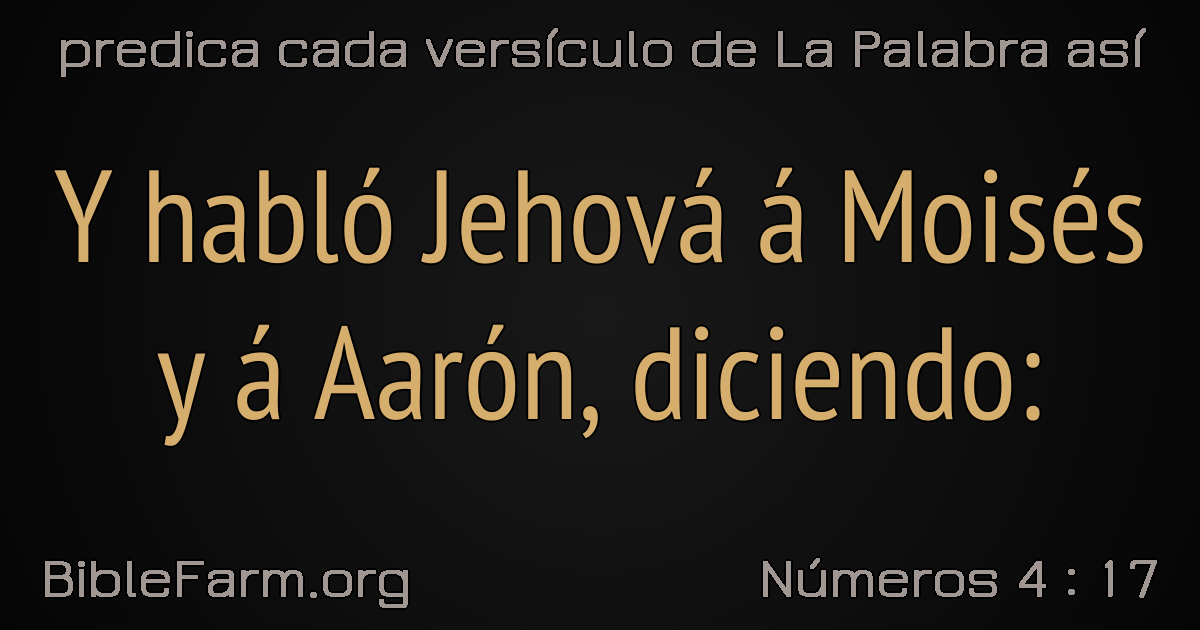 predica cada versículo de La Palabra así
Y habló Jehová á Moisés
y á Aarón, diciendo:
BibleFarm.org
Números 4 : 17